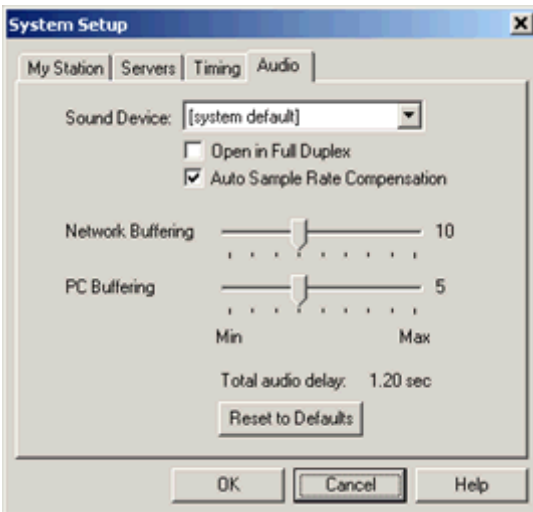 System Setup
My Station Servers Timing Audio
Sound Device: [system default]
Open in Full Duplex
Auto Sample Rate Compensation
Network Buffering 10
PC Buffering 5
Min Max
Total audio delay: 1.20 sec
Reset to Defaults
OK Cancel Help